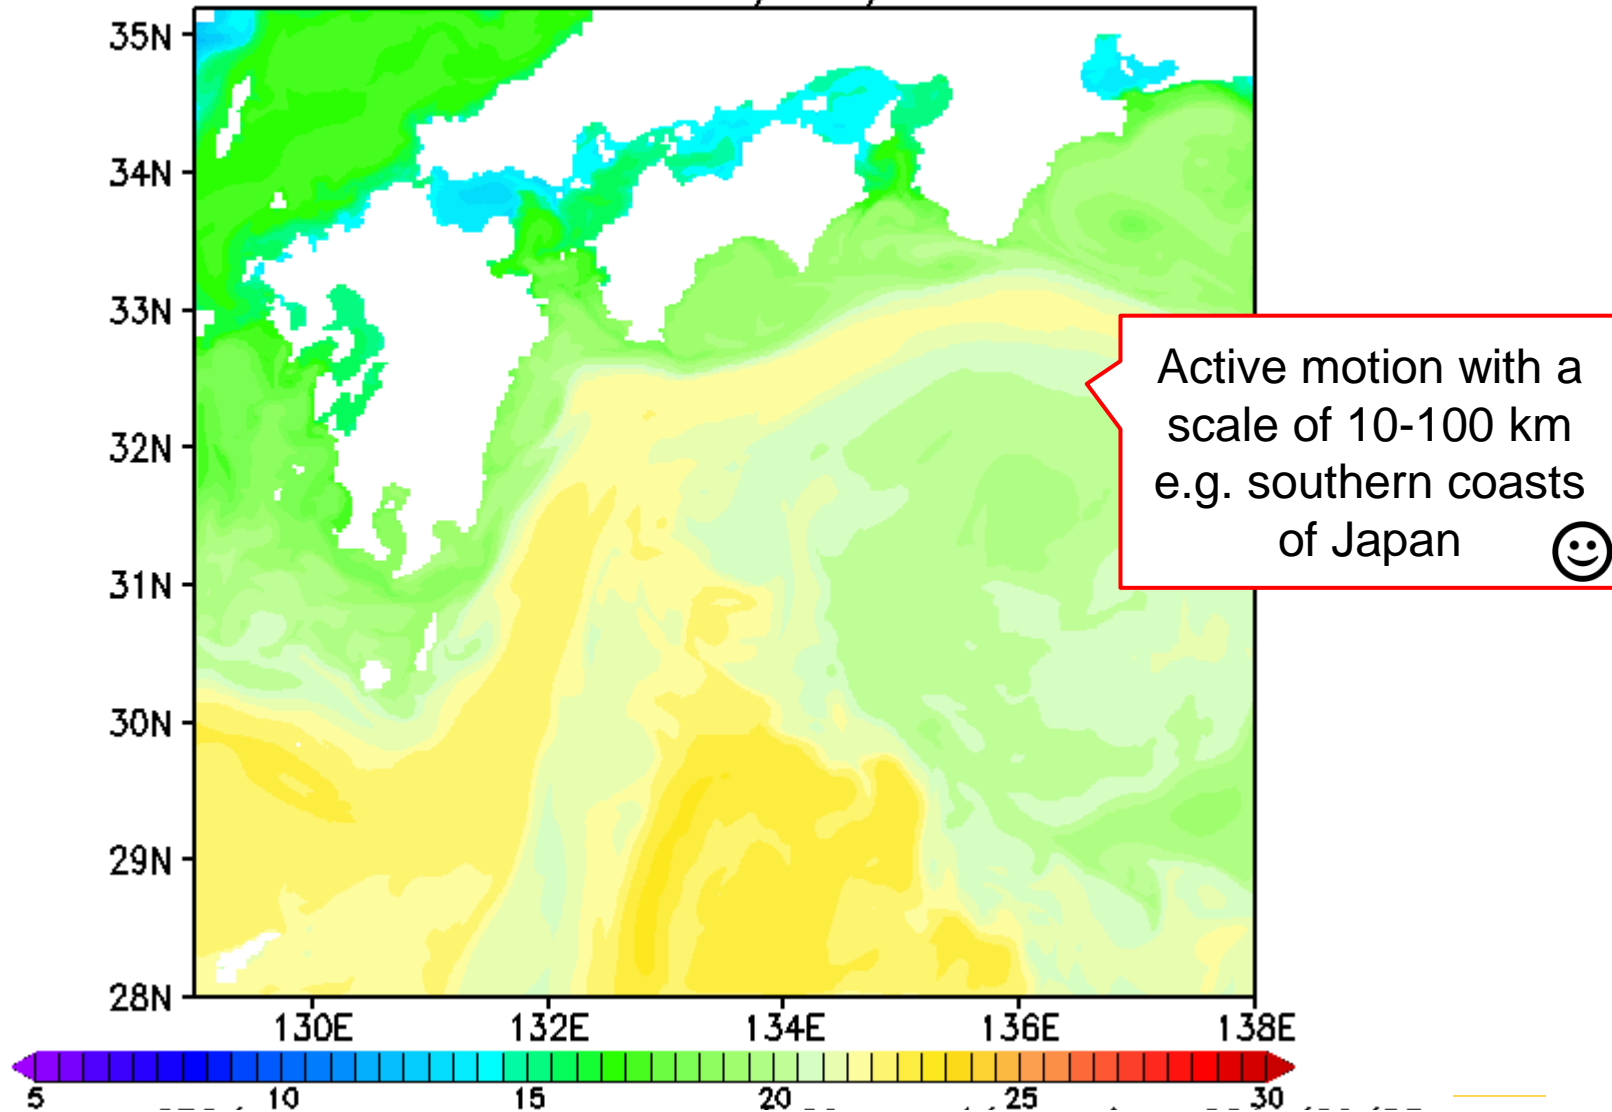 35N
34N
33N
32N
31N
30N
29N
28N
130E 132E 134E 136E 138E
Active motion with a
scale of 10-100 km
e.g. southern coasts
of Japan
5 10 15 20 25 30